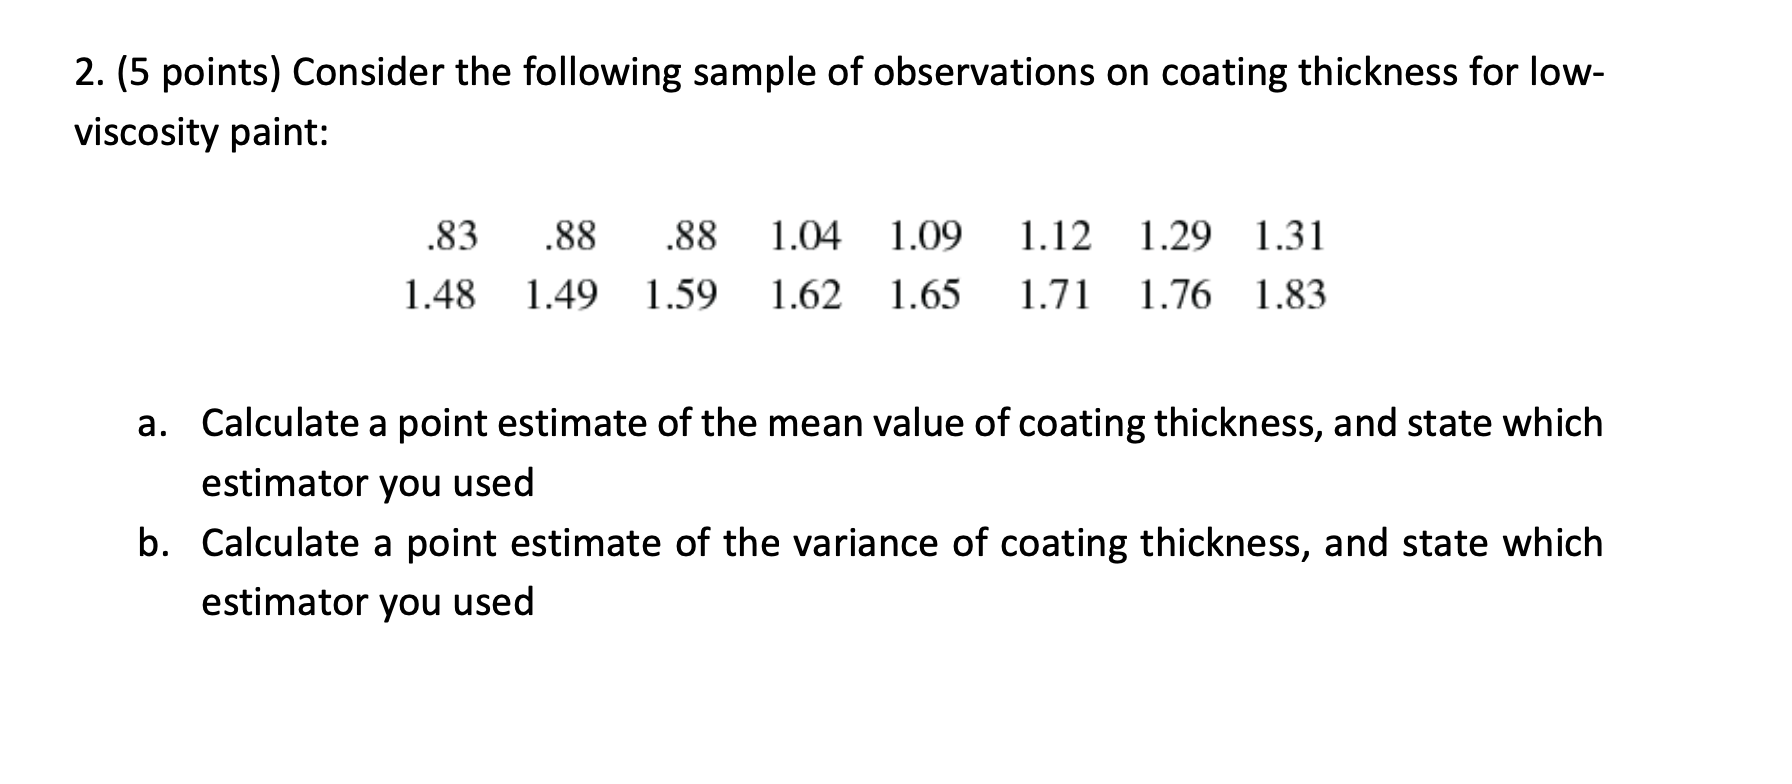 2. (5 points) Consider the following sample of observations on coating thickness for low-
viscosity paint:
.83 .88 .88 1.04 1.09 1.12 1.29 1.31
1.48 1.49 1.59 1.62 1.65 1.71 1.76 1.83
a. Calculate a point estimate of the mean value of coating thickness, and state which
estimator you used
b. Calculate a point estimate of the variance of coating thickness, and state which
estimator you used